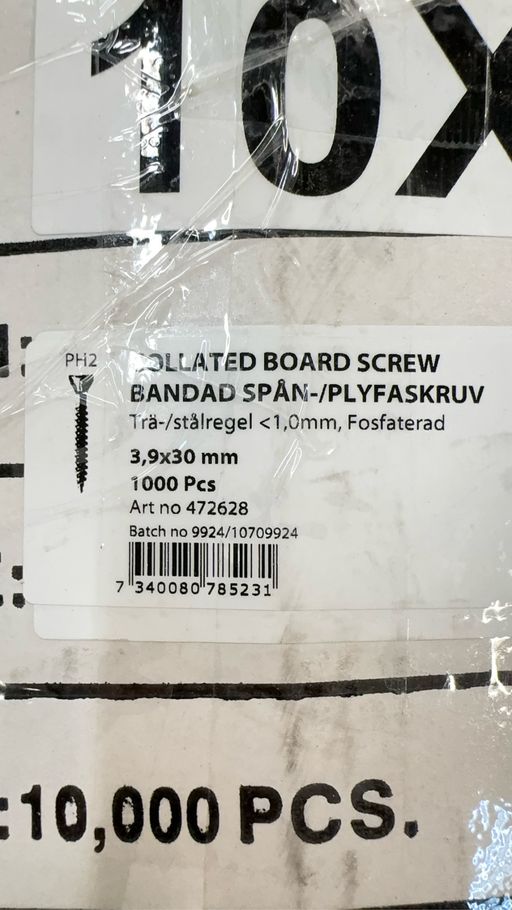 10X
PH2
COLLATED BOARD SCREW
BANDAD SPÅN-/PLYFASKRUV
Trä-/stålregel <1,0mm, Fosfaterad
3,9x30 mm
1000 Pcs
Art no 472628
Batch no 9924/10709924
7 340080 785231
:10,000 PCS.